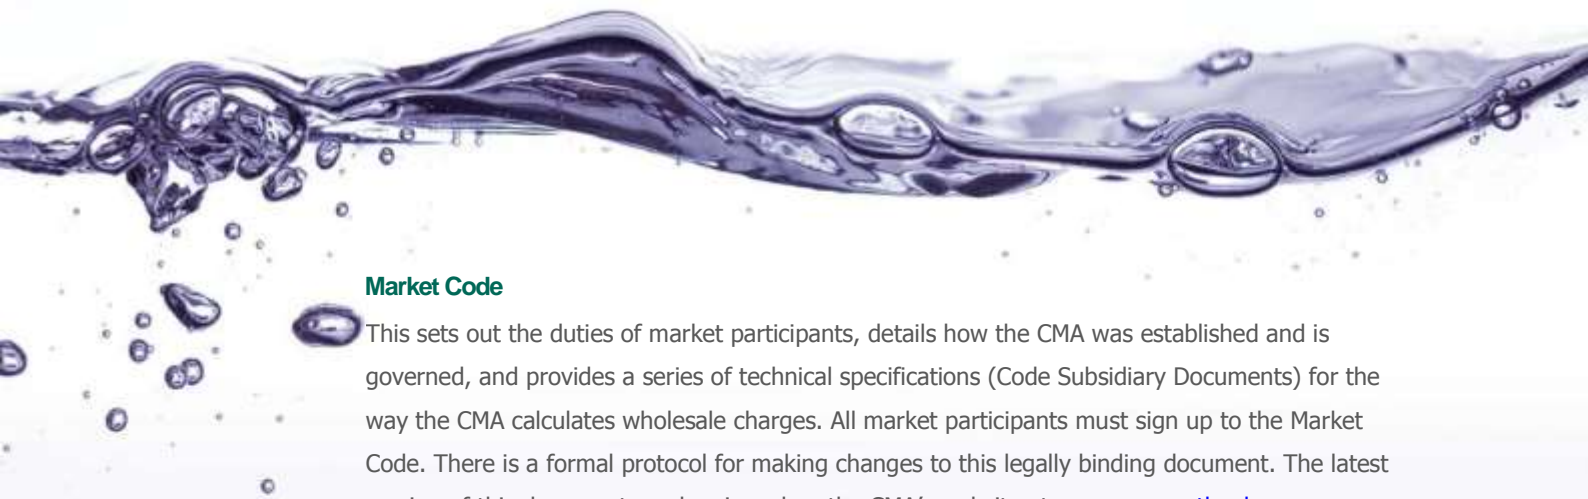 Market Code
This sets out the duties of market participants, details how the CMA was established and is
governed, and provides a series of technical specifications (Code Subsidiary Documents) for the
way the CMA calculates wholesale charges. All market participants must sign up to the Market
Code. There is a formal protocol for making changes to this legally binding document. The latest